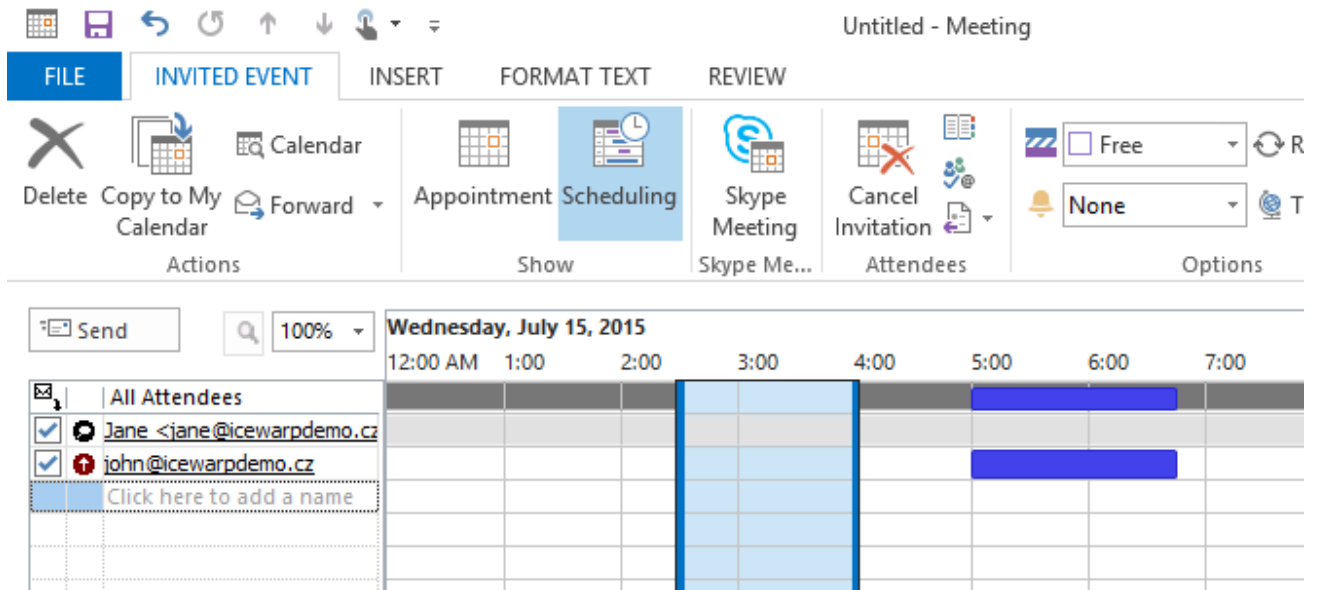 Untitled - Meeting
FILE INVITED EVENT INSERT FORMAT TEXT REVIEW
Calendar
Free R
Delete Copy to My Calendar
Forward
Appointment Scheduling
Skype Meeting
Cancel Invitation
None T
Actions Show Skype Me... Attendees Options
Send 100% Wednesday, July 15, 2015
12:00 AM 1:00 2:00 3:00 4:00 5:00 6:00 7:00
All Attendees
Jane <jane@icewarpdemo.cz
john@icewarpdemo.cz
Click here to add a name